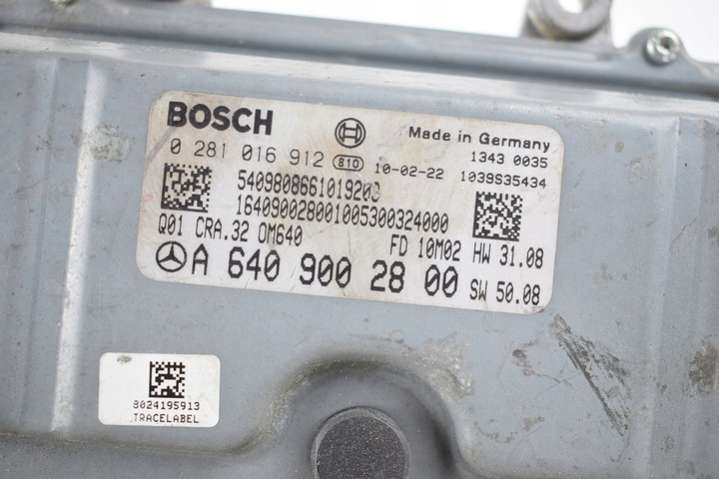 BOSCH
Made in Germany
0 281 016 912 810 10-02-22
1343 0035
1039S35434
5409808661019203
16409002800100530032400​0
Q01 CRA.32 OM640
FD 10M02 HW 31.08
A 640 900 28 00 SW 50.08
8024195913
TRACELABEL